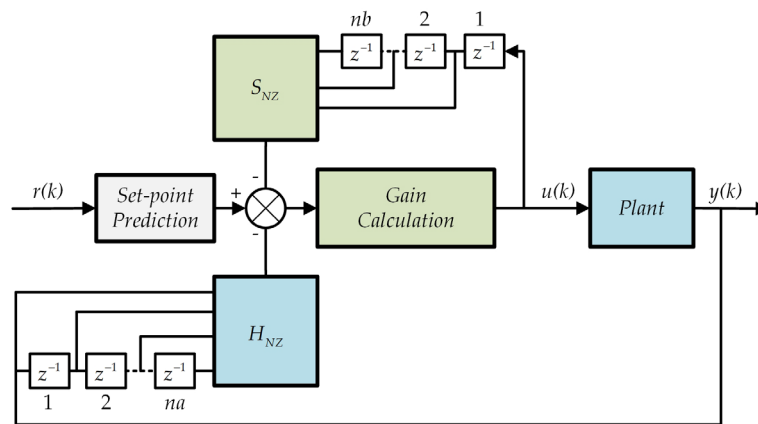 nb 2 1
z⁻¹ z⁻¹ z⁻¹
S_NZ
-
r(k) Set-point Prediction + Gain Calculation u(k) Plant y(k)
-
H_NZ
z⁻¹ z⁻¹ z⁻¹
1 2 na